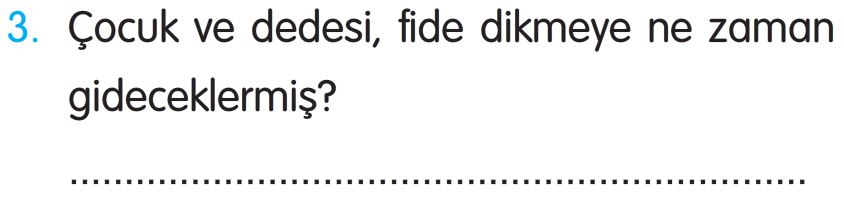 3. Çocuk ve dedesi, fide dikmeye ne zaman
gideceklermiş?
....................................................................